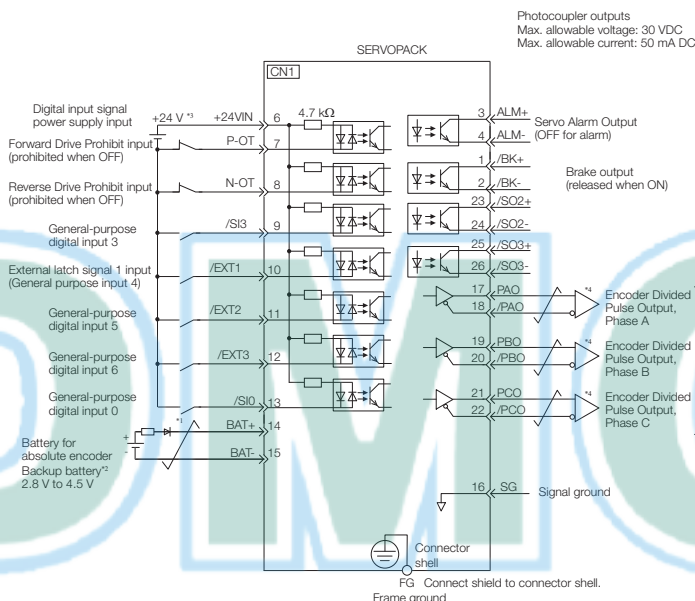 Photocoupler outputs
Max. allowable voltage: 30 VDC
Max. allowable current: 50 mA DC
SERVOPACK
CN1
Digital input signal
power supply input
+24 V *3
+24VIN
6
4.7 kΩ
Forward Drive Prohibit input
(prohibited when OFF)
P-OT
7
Reverse Drive Prohibit input
(prohibited when OFF)
N-OT
8
General-purpose
digital input 3
/SI3
9
External latch signal 1 input
(General purpose input 4)
/EXT1
10
General-purpose
digital input 5
/EXT2
11
General-purpose
digital input 6
/EXT3
12
General-purpose
digital input 0
/SI0
13
Battery for
absolute encoder
Backup battery*2
2.8 V to 4.5 V
+
-
*1
BAT+
14
BAT-
15
3
ALM+
4
ALM-
Servo Alarm Output
(OFF for alarm)
1
/BK+
2
/BK-
Brake output
(released when ON)
23
/SO2+
24
/SO2-
25
/SO3+
26
/SO3-
17
PAO
18
/PAO
*4
Encoder Divided
Pulse Output,
Phase A
19
PBO
20
/PBO
*4
Encoder Divided
Pulse Output,
Phase B
21
PCO
22
/PCO
*4
Encoder Divided
Pulse Output,
Phase C
16
SG
Signal ground
Connector
shell
FG
Connect shield to connector shell.
Frame ground